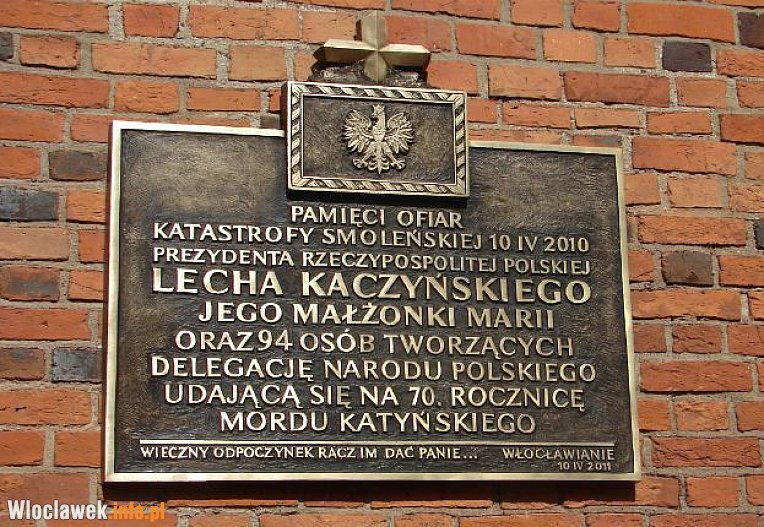 PAMIĘCI OFIAR
KATASTROFY SMOLEŃSKIEJ 10 IV 2010
PREZYDENTA RZECZYPOSPOLITEJ POLSKIEJ
LECHA KACZYŃSKIEGO
JEGO MAŁŻONKI MARII
ORAZ 94 OSÓB TWORZĄCYCH
DELEGACJĘ NARODU POLSKIEGO
UDAJĄCĄ SIĘ NA 70. ROCZNICĘ
MORDU KATYŃSKIEGO
WIECZNY ODPOCZYNEK RACZ IM DAĆ PANIE... WŁOCŁAWIANIE
10 IV 2011
Wloclawek.info.pl